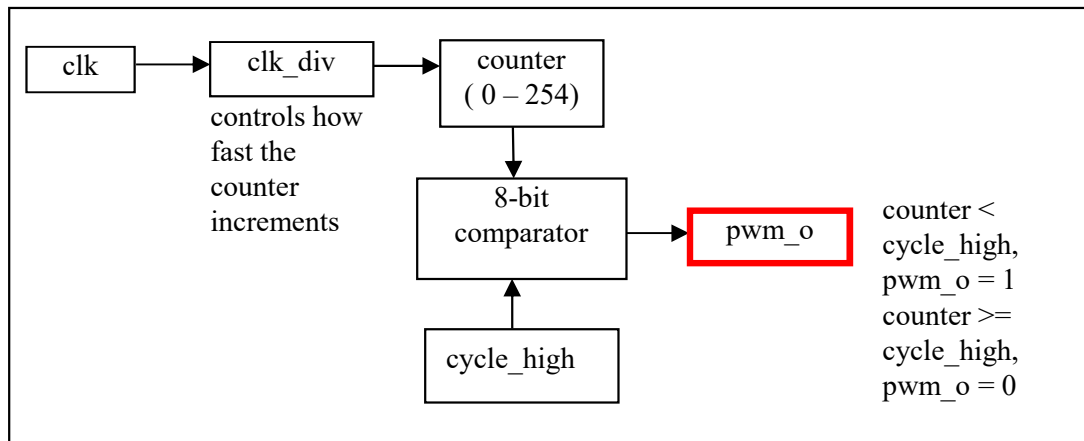 clk
clk_div
counter
( 0 – 254)
controls how
fast the
counter
increments
8-bit
comparator
pwm_o
counter <
cycle_high,
pwm_o = 1
counter >=
cycle_high,
pwm_o = 0
cycle_high